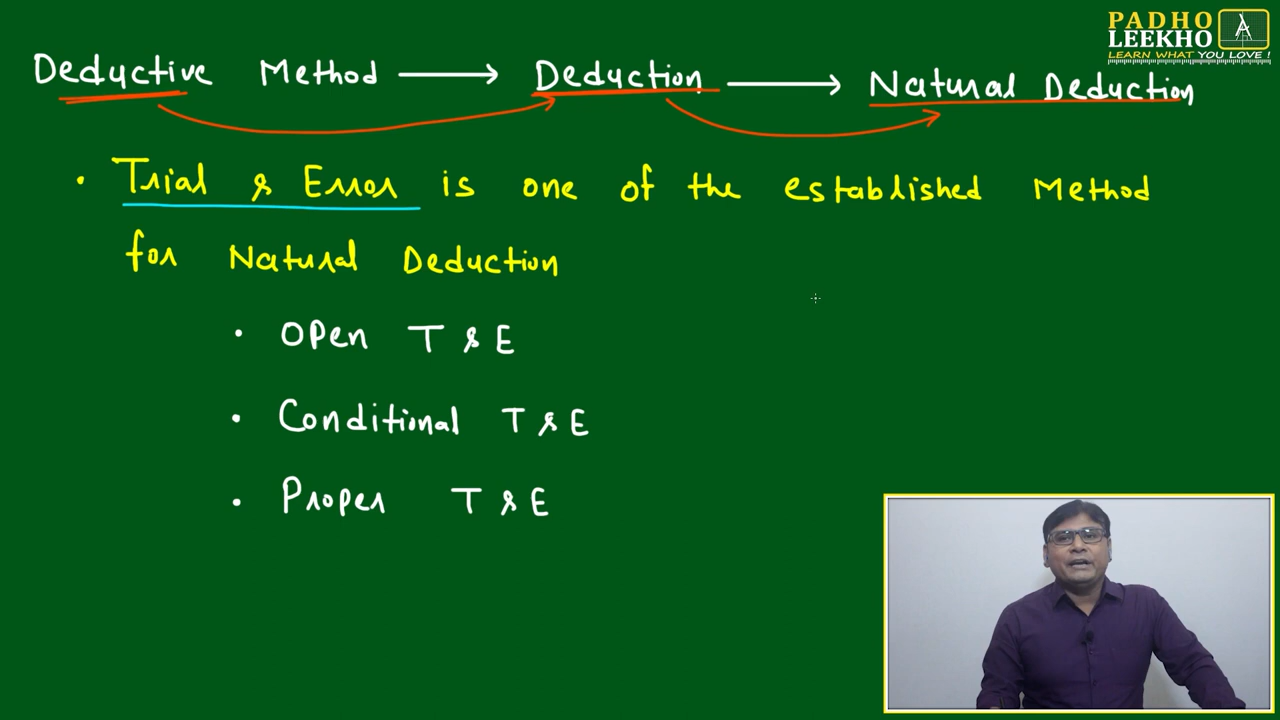 PADHO
LEEKHO
LEARN WHAT YOU LOVE !
Deductive Method → Deduction → Natural Deduction
• Trial & Error is one of the established Method
for Natural Deduction
• Open T & E
• Conditional T & E
• Proper T & E